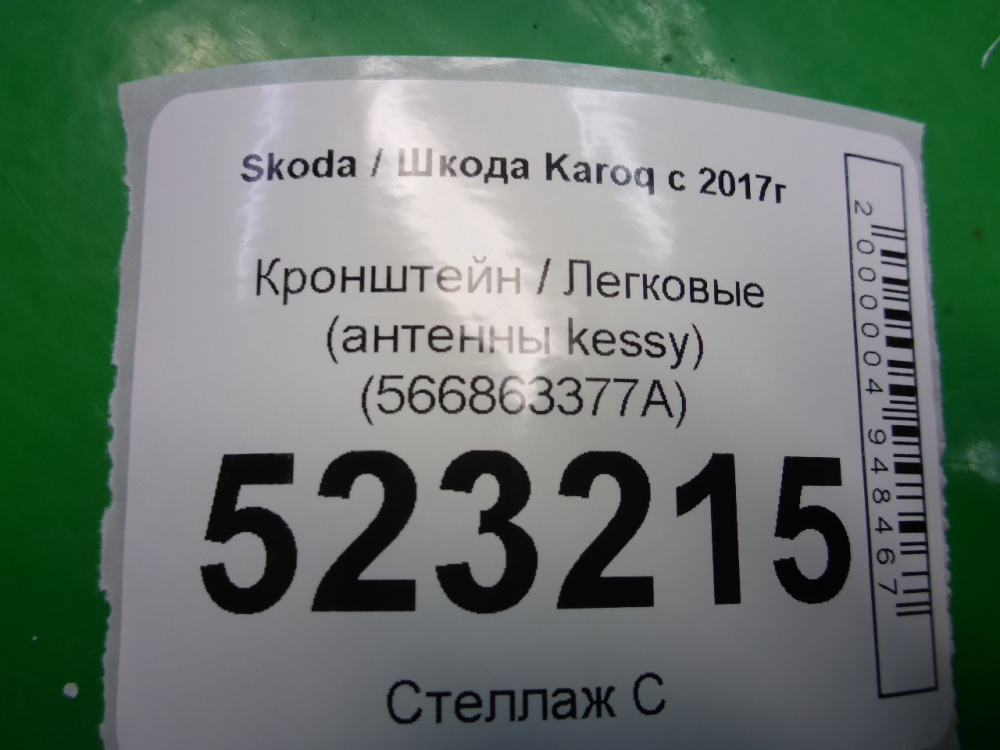 Skoda / Шкода Karoq с 2017г
Кронштейн / Легковые
(антенны kessy)
(566863377A)
523215
Стеллаж С
2000004948467